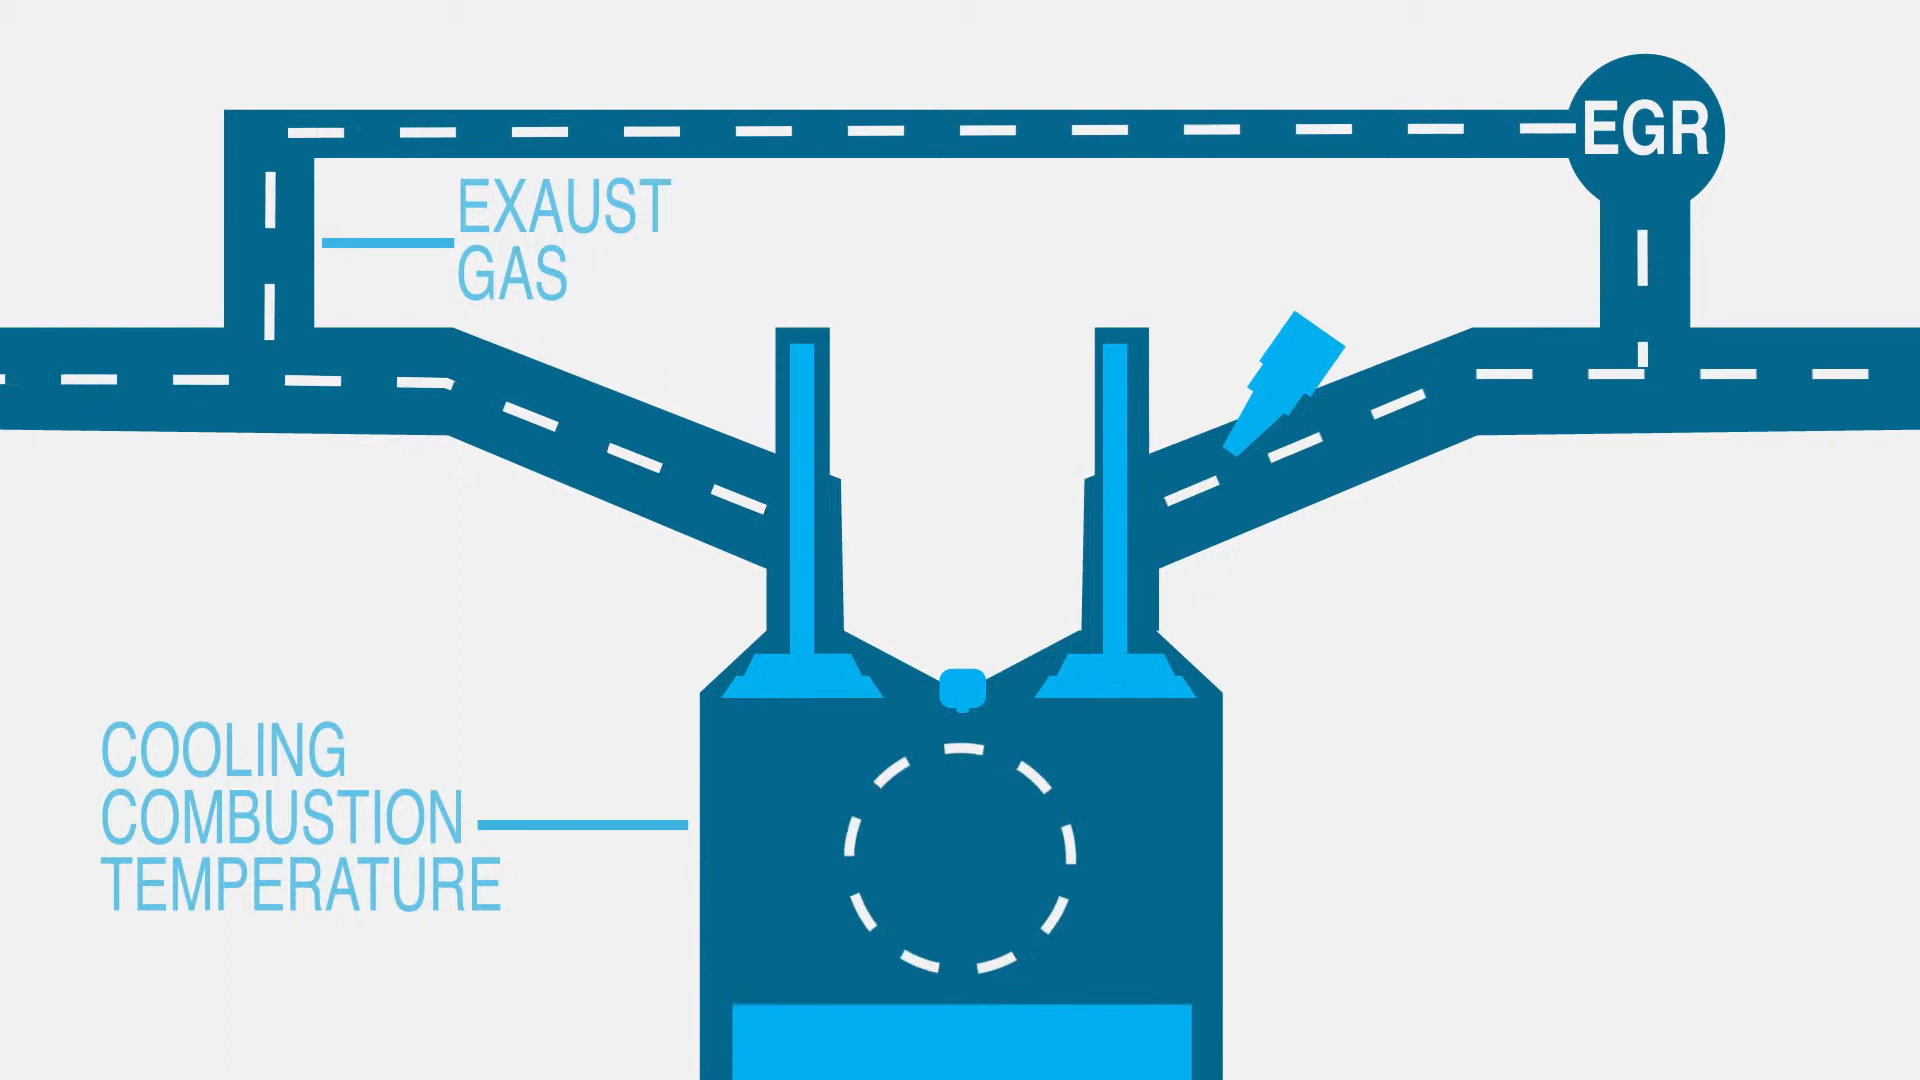 EGR
EXAUST
GAS
COOLING
COMBUSTION
TEMPERATURE